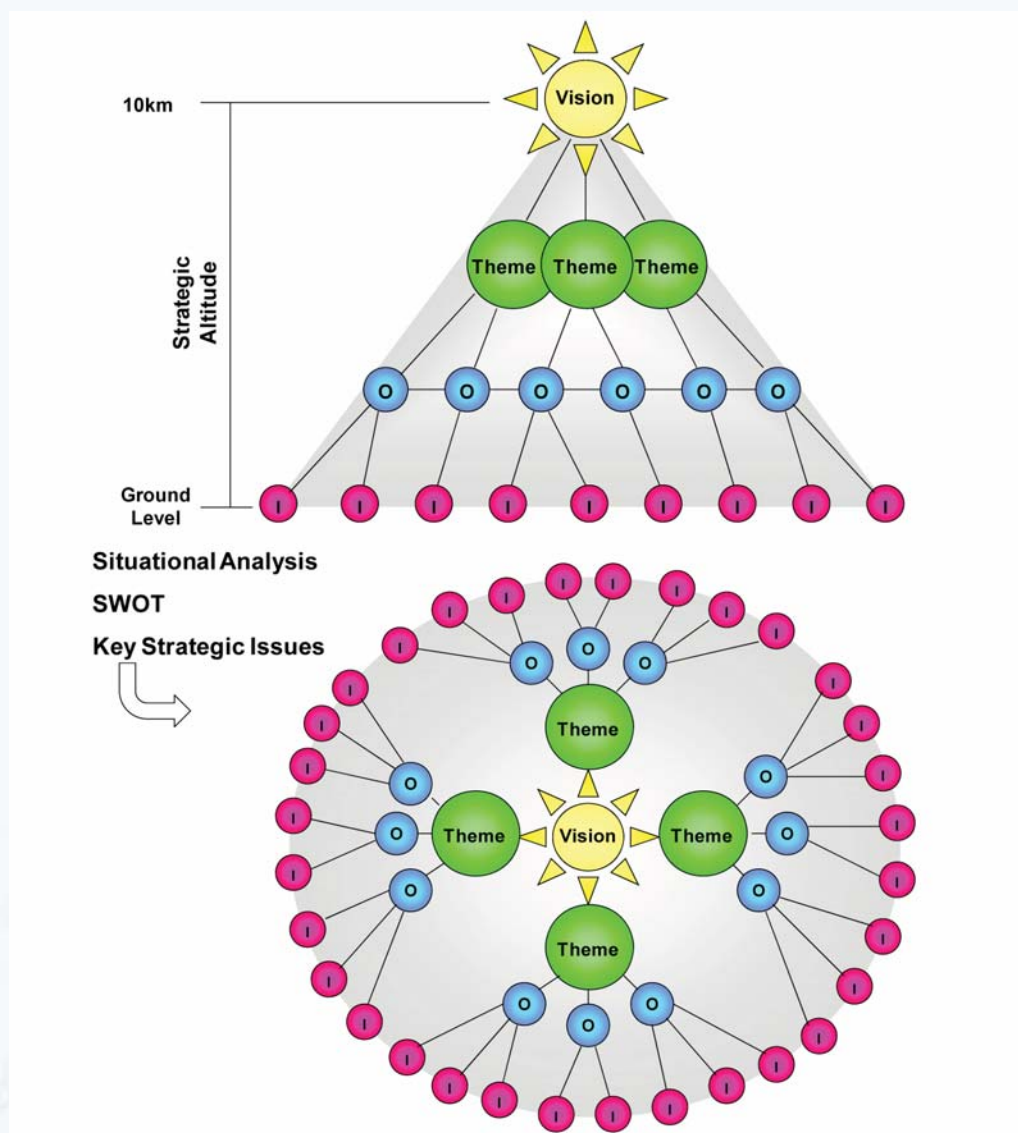 Vision
10km
Strategic
Altitude
Theme Theme Theme
O O O O O O
Ground
Level
I I I I I I I I I
Situational Analysis
SWOT
Key Strategic Issues
I I I I I I I I
O O O
Theme
I I I I I I I I
O O O
Theme
Vision
Theme
O O O
I I I I I I I I
Theme
O O O
I I I I I I I I